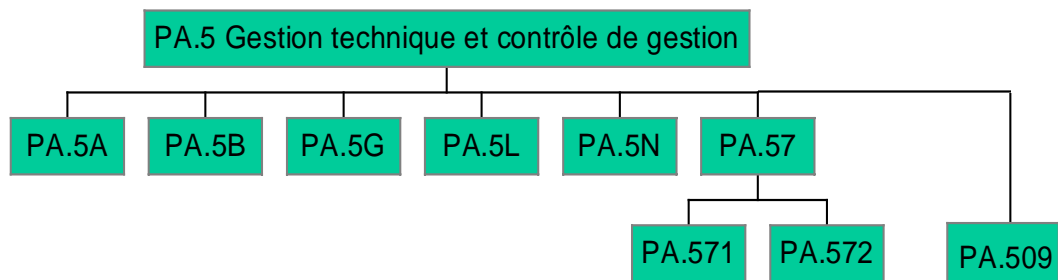 PA.5 Gestion technique et contrôle de gestion
PA.5A
PA.5B
PA.5G
PA.5L
PA.5N
PA.57
PA.571
PA.572
PA.509